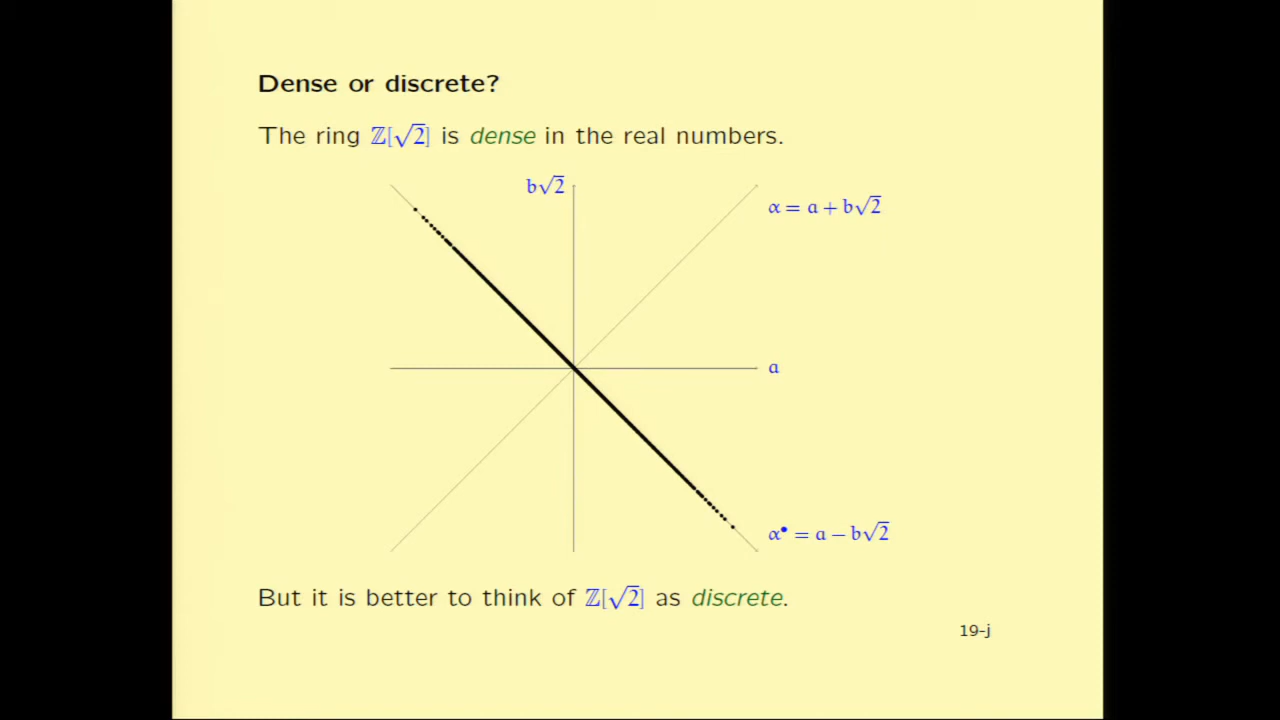 Dense or discrete?
The ring ℤ[√2] is dense in the real numbers.
b√2
α = a + b√2
a
α• = a − b√2
But it is better to think of ℤ[√2] as discrete.
19-j